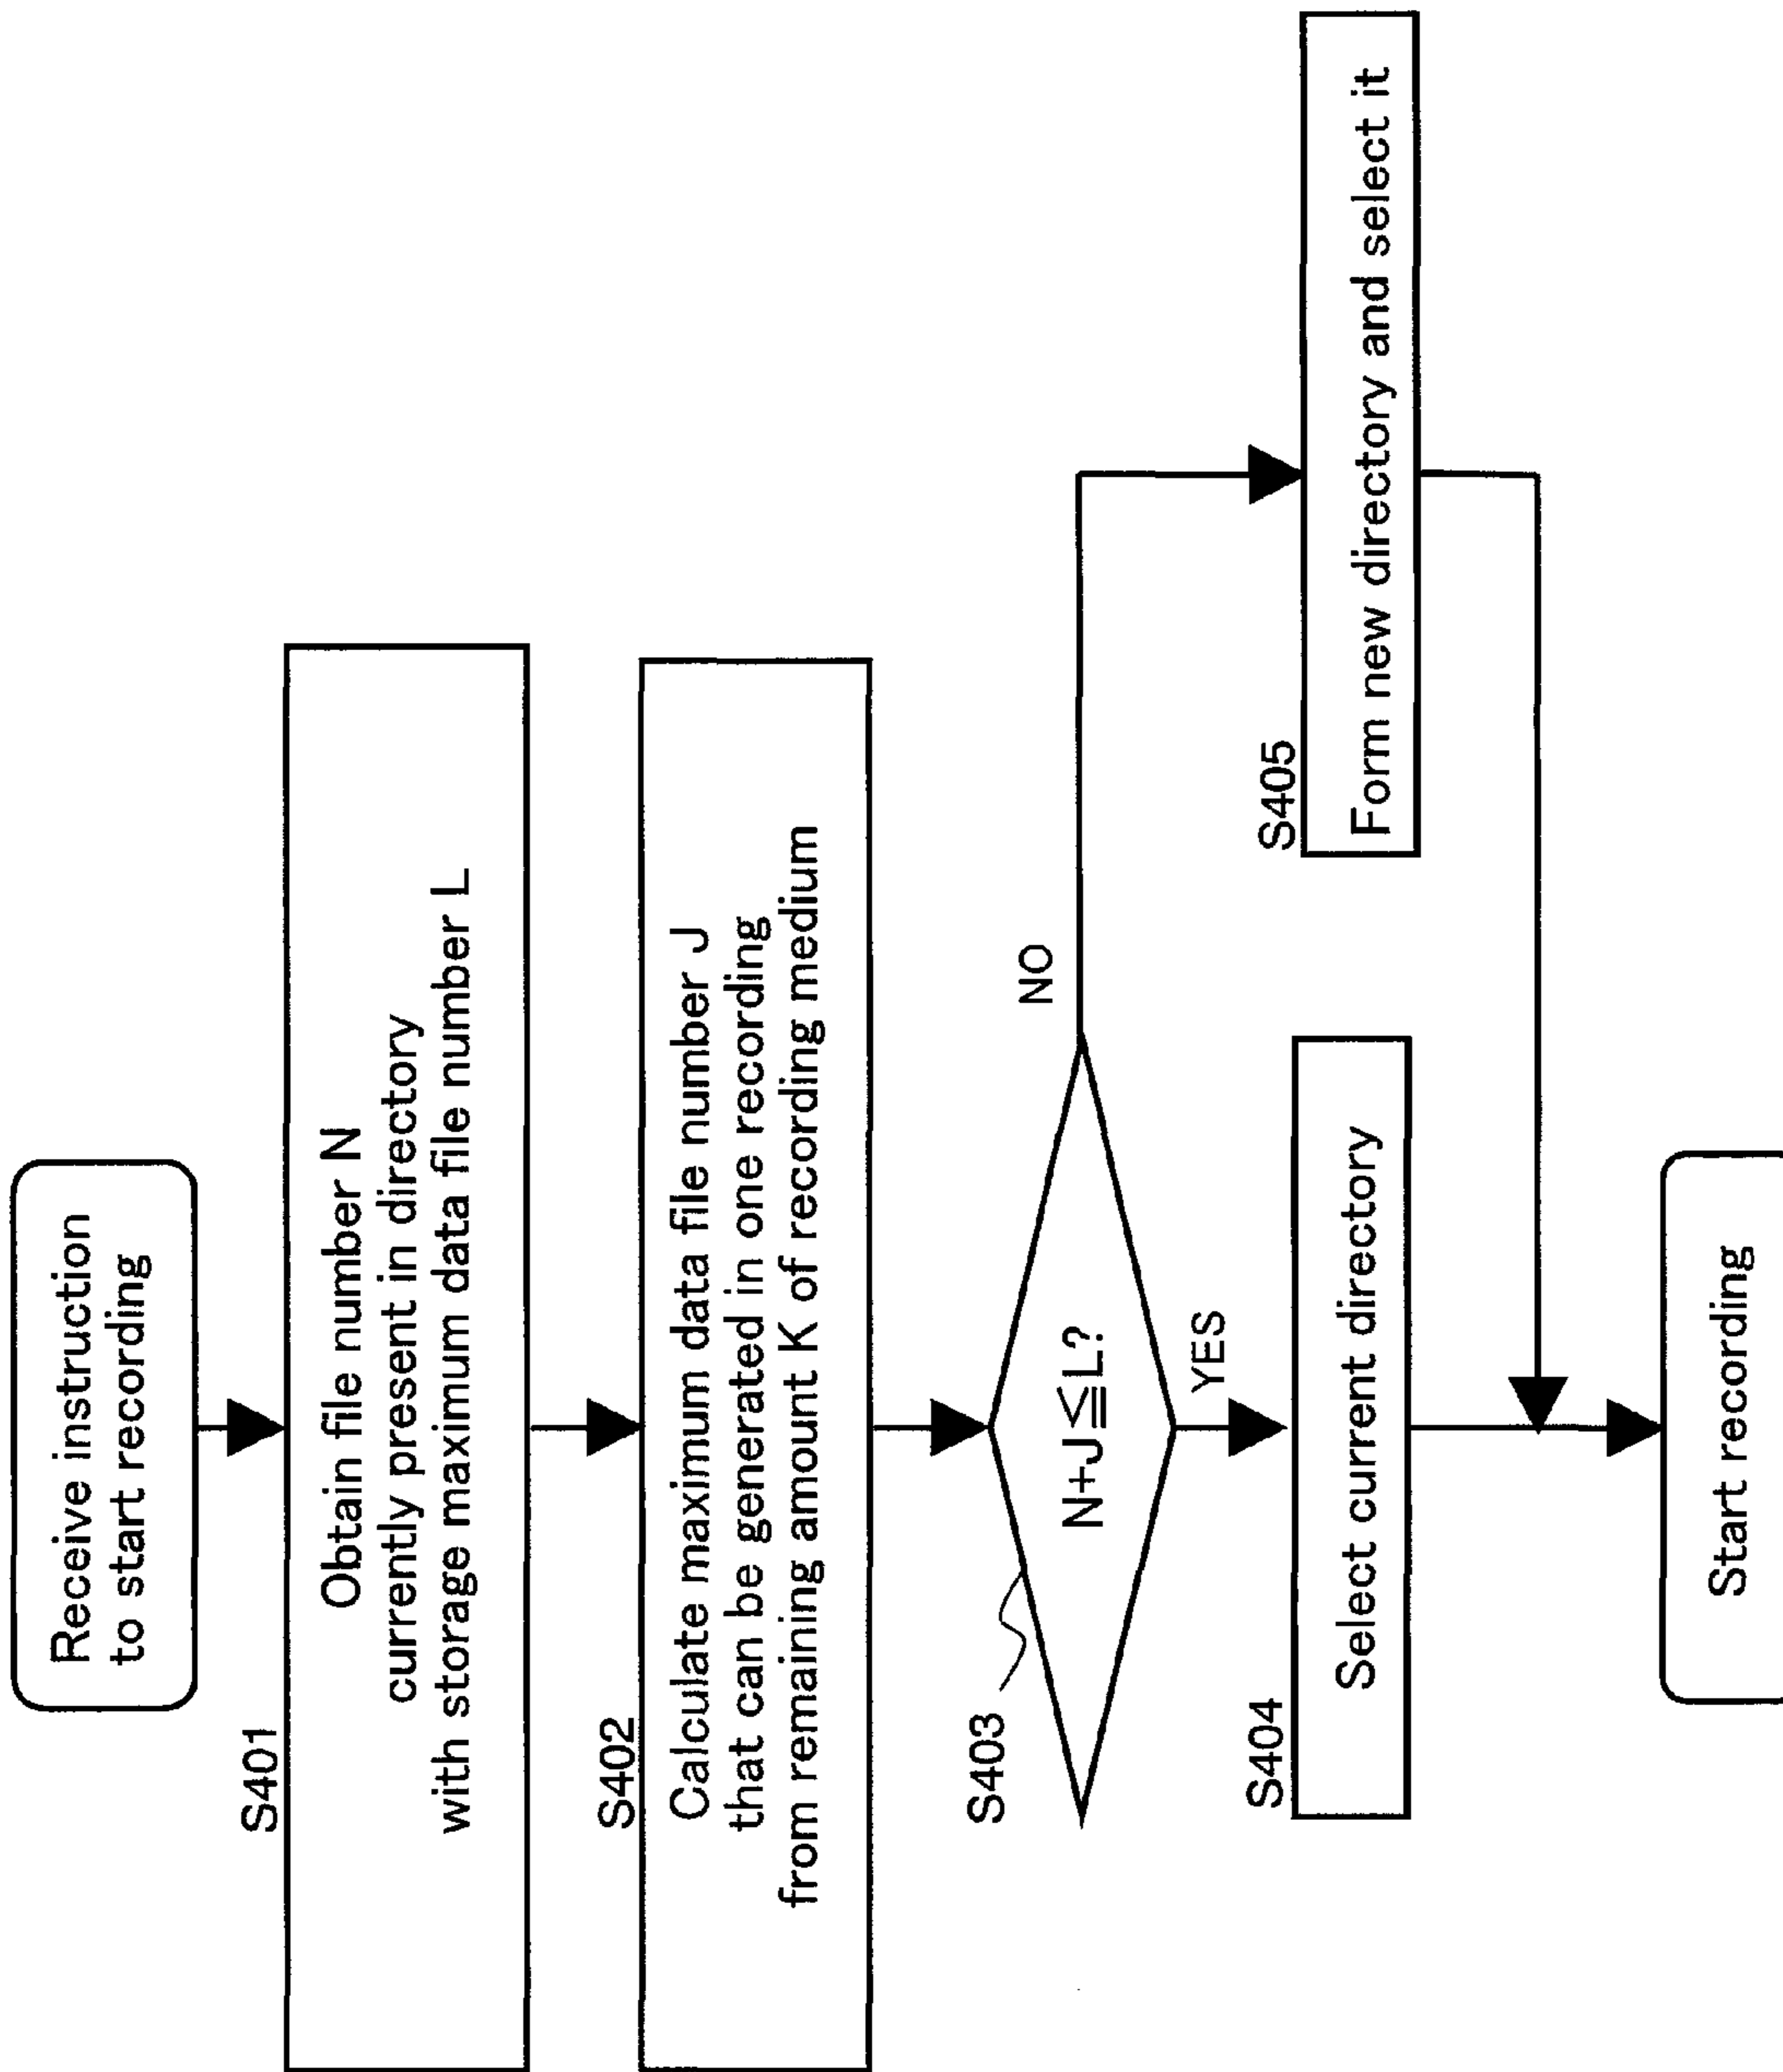 Receive instruction
to start recording
S401
Obtain file number N
currently present in directory
with storage maximum data file number L
S402
Calculate maximum data file number J
that can be generated in one recording
from remaining amount K of recording medium
S403
N+J≦L?
NO
YES
S404
Select current directory
S405
Form new directory and select it
Start recording